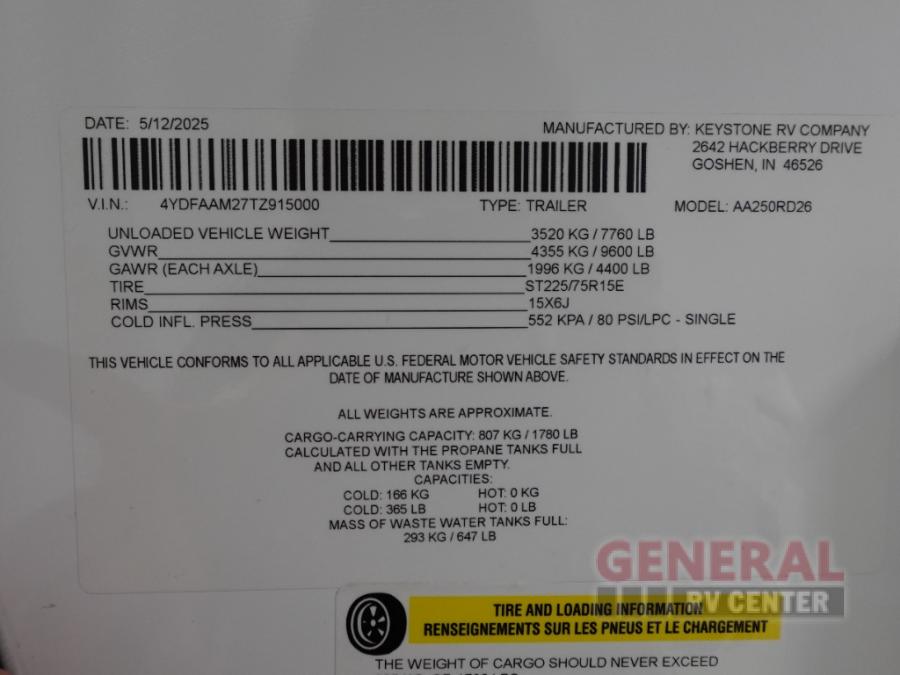 DATE: 5/12/2025
MANUFACTURED BY: KEYSTONE RV COMPANY
2642 HACKBERRY DRIVE
GOSHEN, IN 46526
V.I.N.: 4YDFAAM27TZ915000 TYPE: TRAILER MODEL: AA250RD26
UNLOADED VEHICLE WEIGHT 3520 KG / 7760 LB
GVWR 4355 KG / 9600 LB
GAWR (EACH AXLE) 1996 KG / 4400 LB
TIRE ST225/75R15E
RIMS 15X6J
COLD INFL. PRESS 552 KPA / 80 PSI/LPC - SINGLE
THIS VEHICLE CONFORMS TO ALL APPLICABLE U.S. FEDERAL MOTOR VEHICLE SAFETY STANDARDS IN EFFECT ON THE
DATE OF MANUFACTURE SHOWN ABOVE.
ALL WEIGHTS ARE APPROXIMATE.
CARGO-CARRYING CAPACITY: 807 KG / 1780 LB
CALCULATED WITH THE PROPANE TANKS FULL
AND ALL OTHER TANKS EMPTY.
CAPACITIES:
COLD: 166 KG HOT: 0 KG
COLD: 365 LB HOT: 0 LB
MASS OF WASTE WATER TANKS FULL:
293 KG / 647 LB
GENERAL
RV CENTER
TIRE AND LOADING INFORMATION
RENSEIGNEMENTS SUR LES PNEUS ET LE CHARGEMENT
THE WEIGHT OF CARGO SHOULD NEVER EXCEED